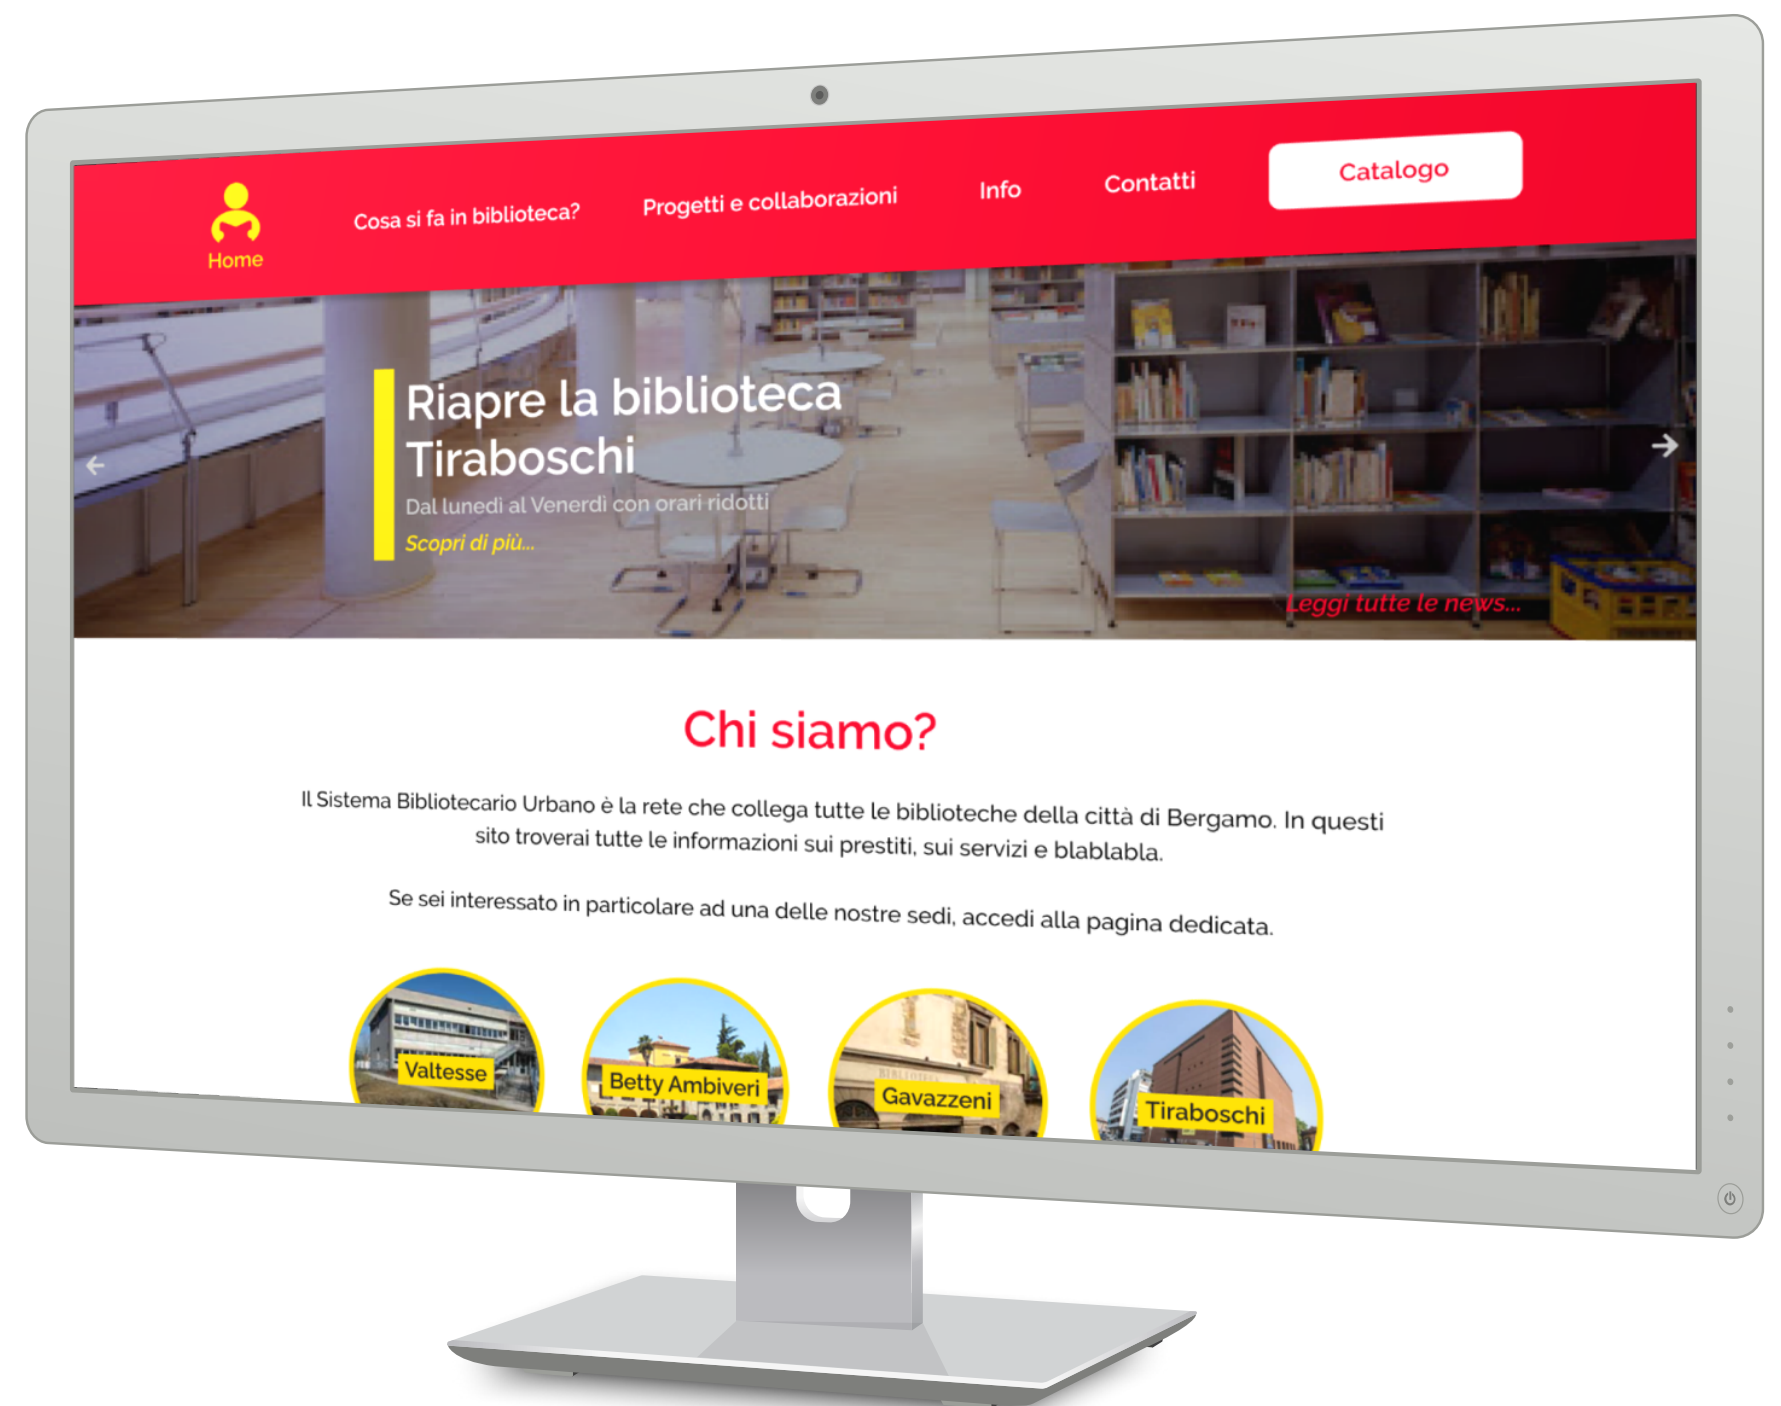 Home
Cosa si fa in biblioteca?
Progetti e collaborazioni
Info
Contatti
Catalogo
Riapre la biblioteca
Tiraboschi
Dal lunedì al Venerdì con orari ridotti
Scopri di più...
Leggi tutte le news...
Chi siamo?
Il Sistema Bibliotecario Urbano è la rete che collega tutte le biblioteche della città di Bergamo. In questi
sito troverai tutte le informazioni sui prestiti, sui servizi e blablabla.
Se sei interessato in particolare ad una delle nostre sedi, accedi alla pagina dedicata.
Valtesse
Betty Ambiveri
BIBLIOTECA
Gavazzeni
Tiraboschi